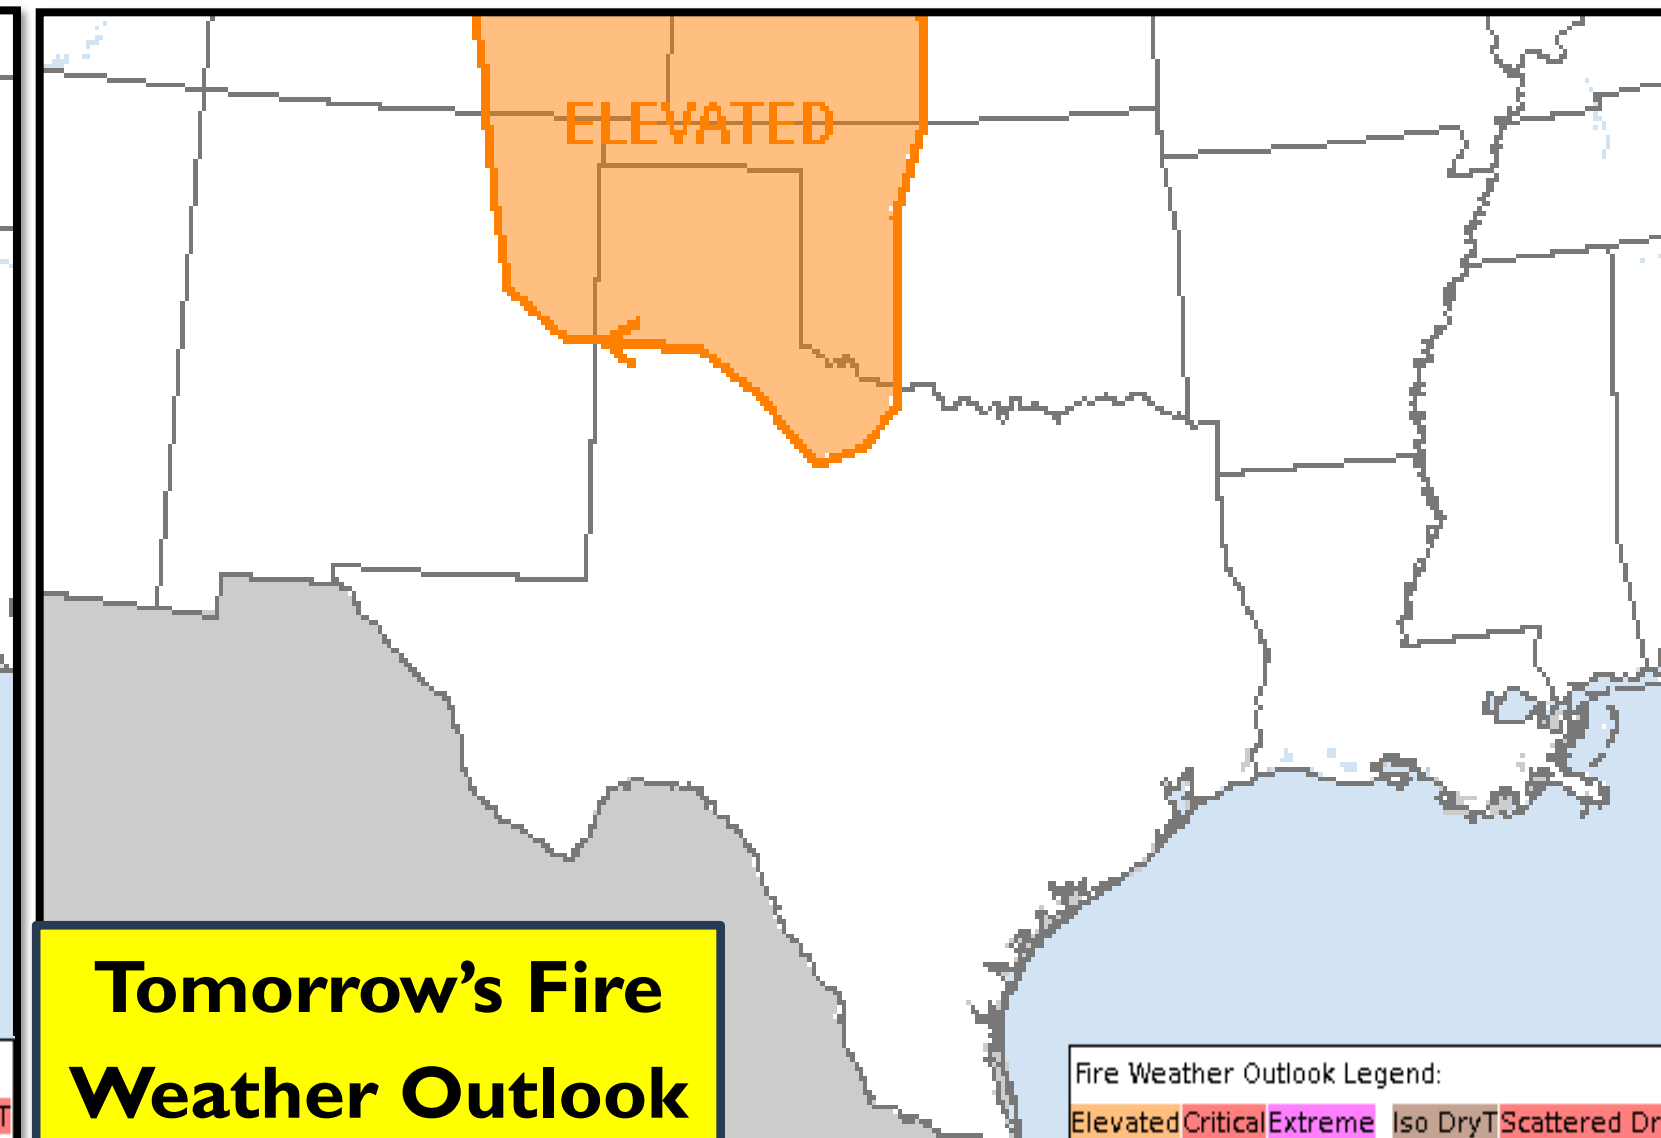 ELEVATED
Tomorrow's Fire
Weather Outlook
Fire Weather Outlook Legend:
Elevated Critical Extreme Iso DryT Scattered Dr
T